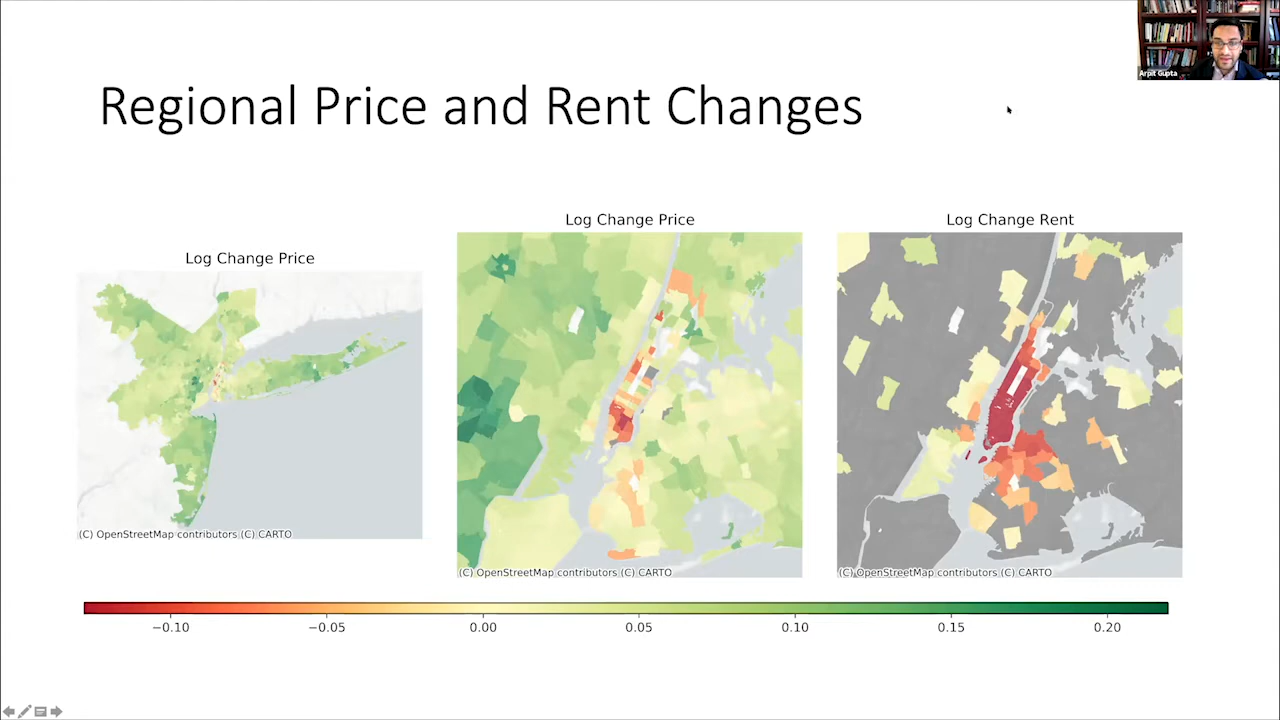 Arpit Gupta
Regional Price and Rent Changes
Log Change Price
(C) OpenStreetMap contributors (C) CARTO
Log Change Price
(C) OpenStreetMap contributors (C) CARTO
Log Change Rent
(C) OpenStreetMap contributors (C) CARTO
−0.10 −0.05 0.00 0.05 0.10 0.15 0.20